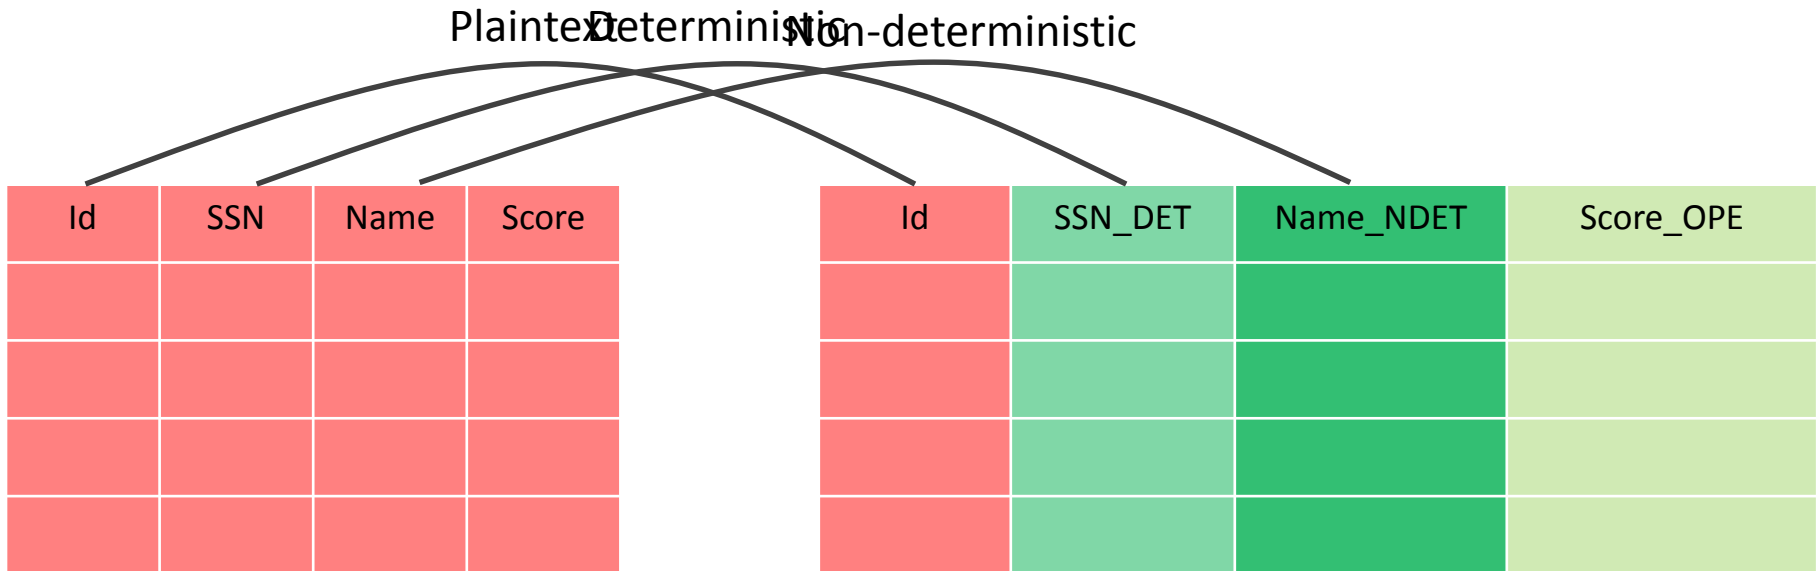 Plaintext Deterministic Non-deterministic
Id SSN Name Score Id SSN_DET Name_NDET Score_OPE